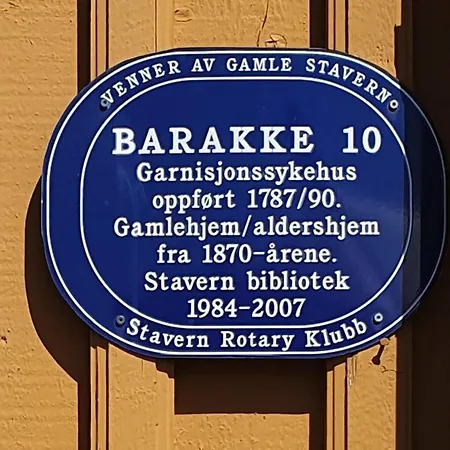 VENNER AV GAMLE STAVERN
BARAKKE 10
Garnisjonssykehus
oppført 1787/90.
Gamlehjem/aldershjem
fra 1870-årene.
Stavern bibliotek
1984-2007
Stavern Rotary Klubb